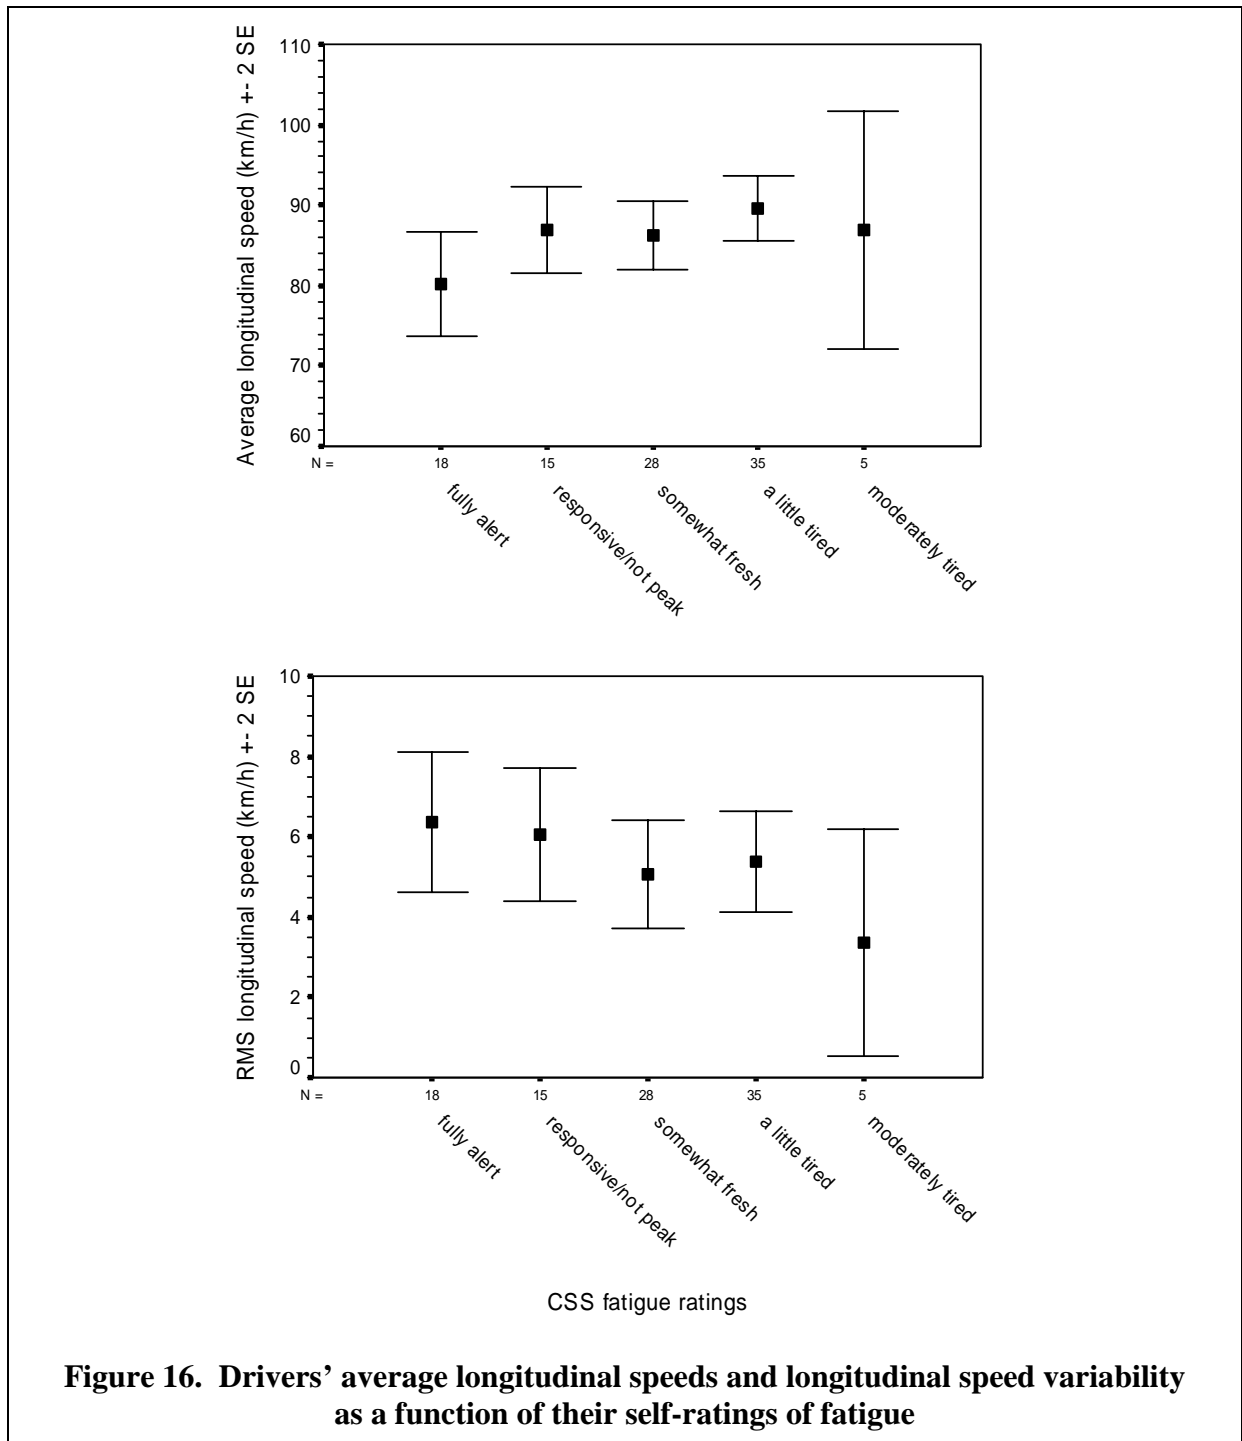 Average longitudinal speed (km/h) +- 2 SE
110
100
90
80
70
60
N =
18
15
28
35
5
fully alert
responsive/not peak
somewhat fresh
a little tired
moderately tired
RMS longitudinal speed (km/h) +- 2 SE
10
8
6
4
2
0
N =
18
15
28
35
5
fully alert
responsive/not peak
somewhat fresh
a little tired
moderately tired
CSS fatigue ratings
Figure 16. Drivers’ average longitudinal speeds and longitudinal speed variability
as a function of their self-ratings of fatigue